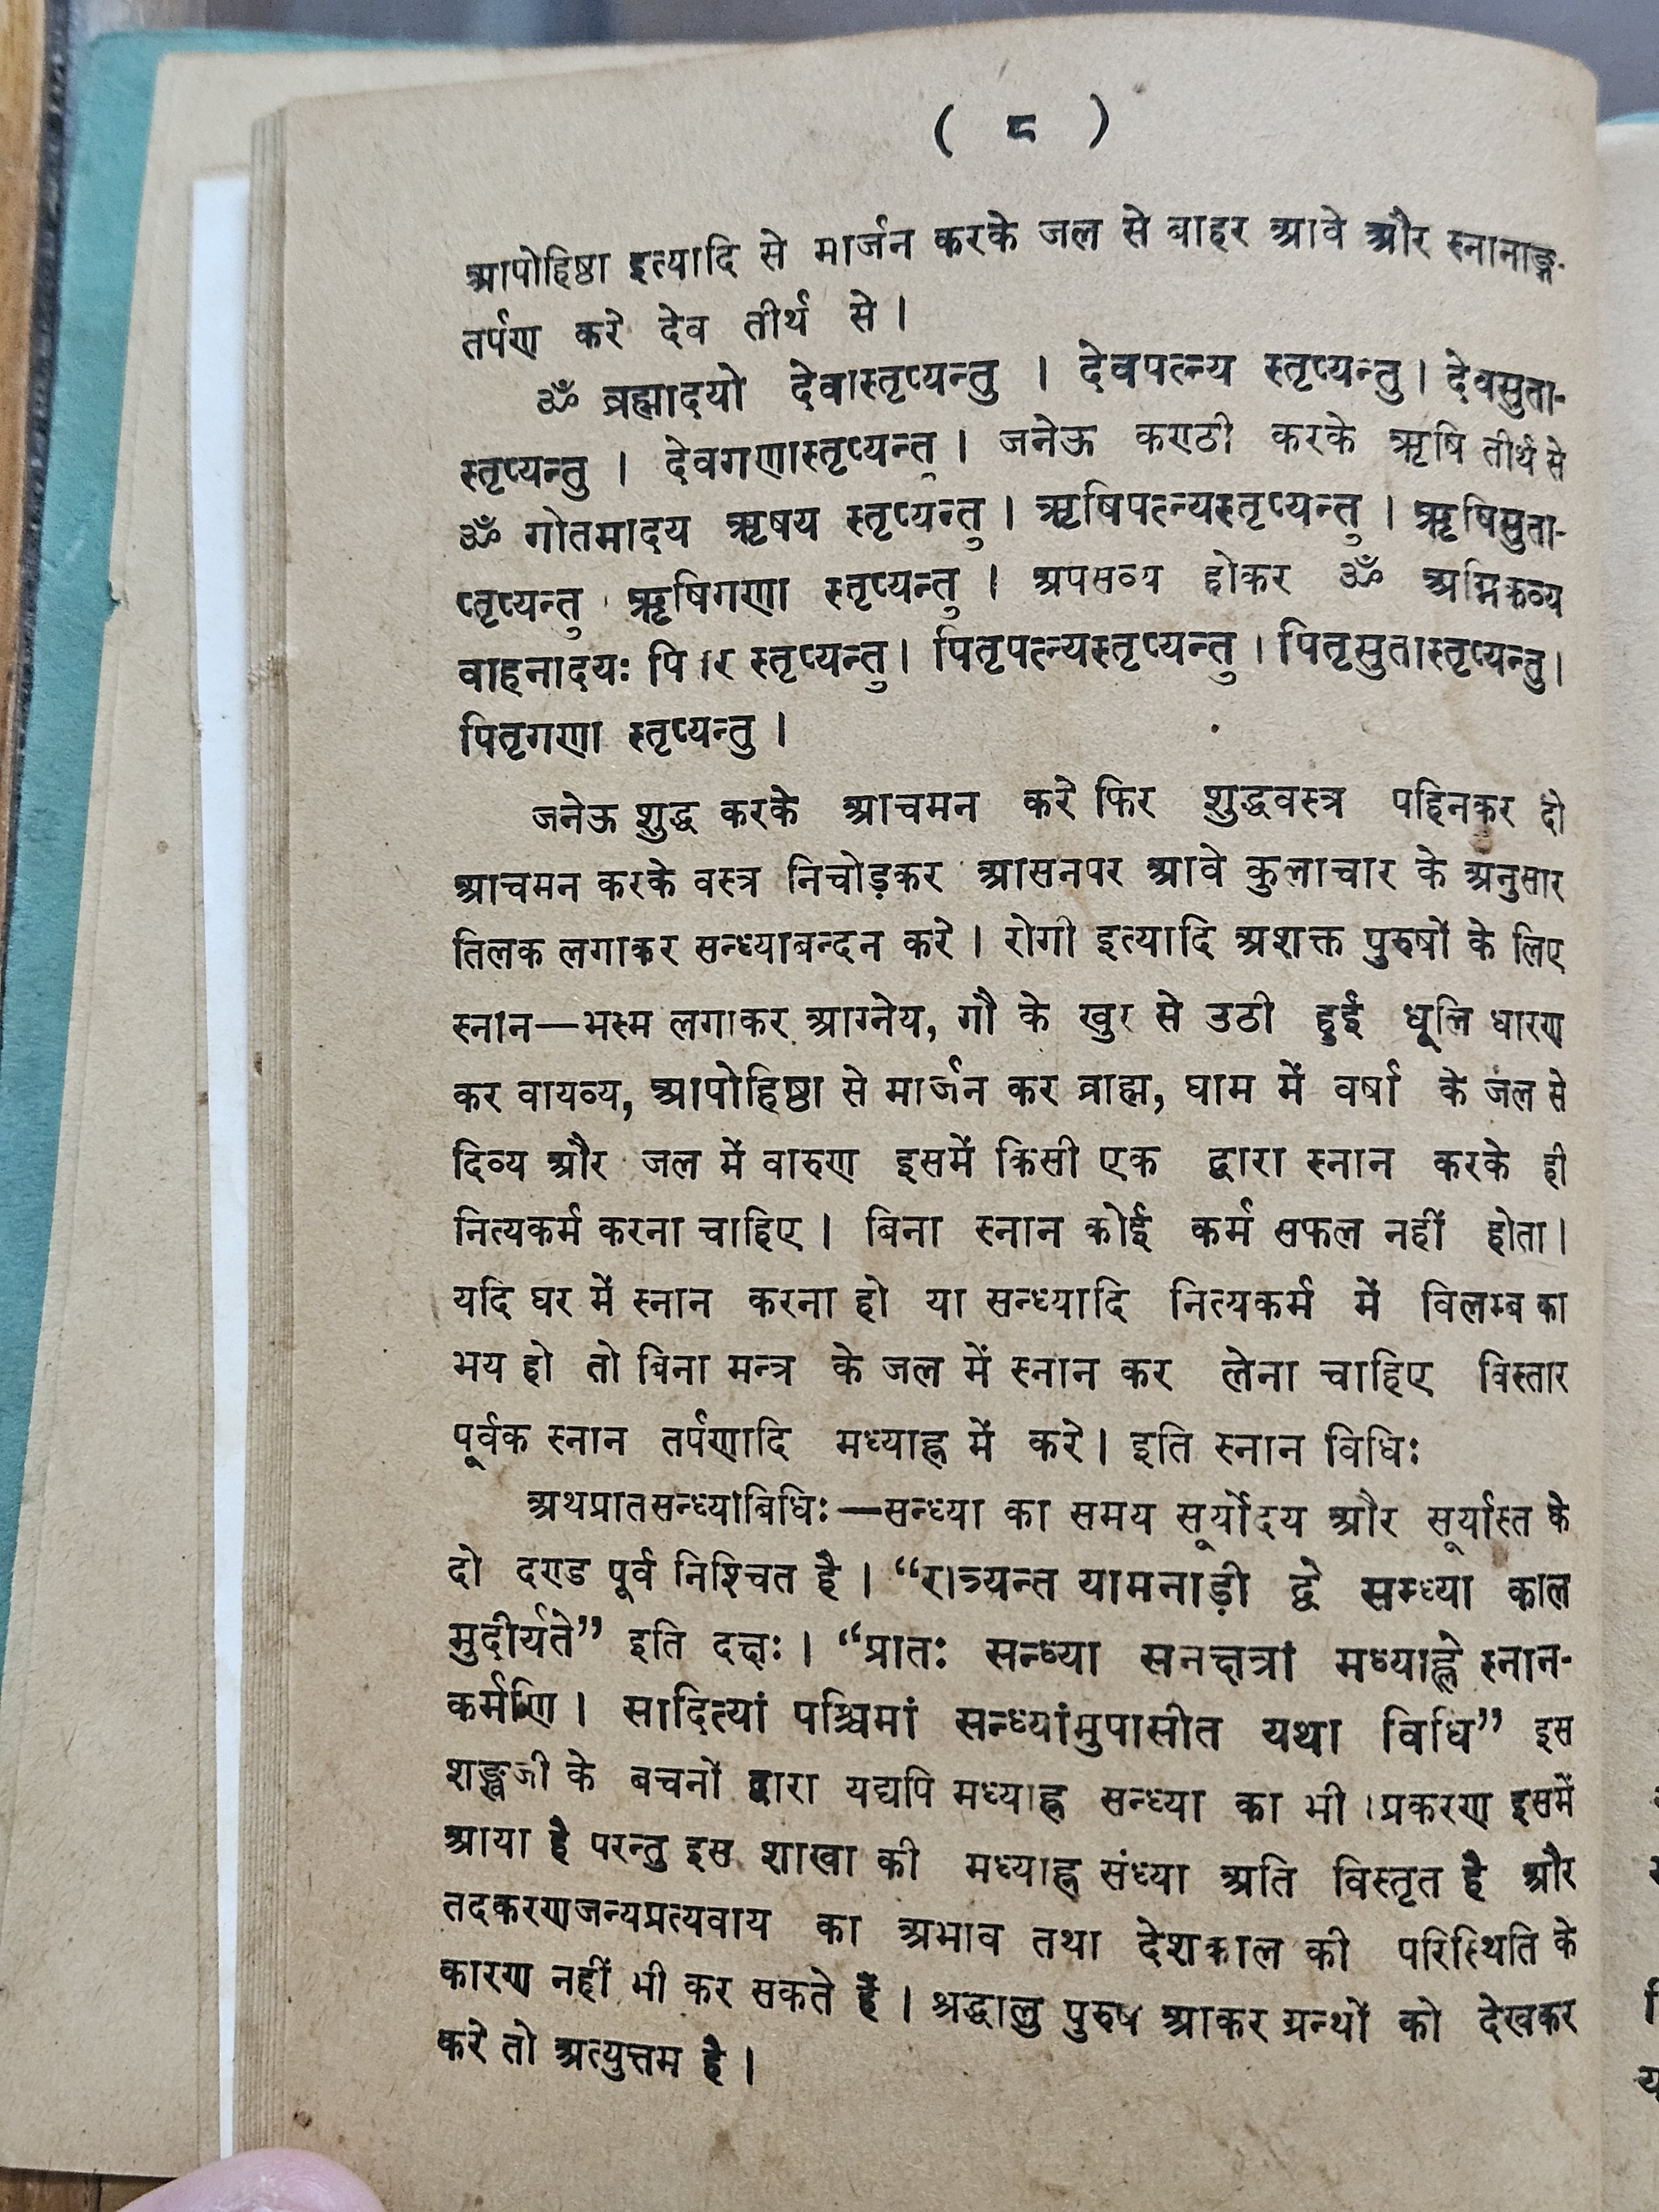 ( ८ )
आपोहिष्ठा इत्यादि से मार्जन करके जल से बाहर आवे और स्नानाङ्ग-
तर्पण करे देव तीर्थ से ।
ॐ ब्रह्मादयो देवास्तृप्यन्तु । देवपत्न्य स्तृप्यन्तु । देवसुता-
स्तृप्यन्तु । देवगणास्तृप्यन्तु । जनेऊ कण्ठी करके ऋषि तीर्थ से
ॐ गोतमादय ऋषय स्तृप्यन्तु । ऋषिपत्न्यस्तृप्यन्तु । ऋषिसुता-
स्तृप्यन्तु ऋषिगणा स्तृप्यन्तु । अपसव्य होकर ॐ अग्निकव्य
वाहनादयः स्तृप्यन्तु । पितृपत्न्यस्तृप्यन्तु । पितृसुतास्तृप्यन्तु ।
पितृगणा स्तृप्यन्तु ।
जनेऊ शुद्ध करके आचमन करे फिर शुद्धवस्त्र पहिनकर दो
आचमन करके वस्त्र निचोड़कर आसनपर आवे कुलाचार के अनुसार
तिलक लगाकर सन्ध्याबन्दन करे । रोगी इत्यादि अशक्त पुरुषों के लिए
स्नान—भस्म लगाकर आग्नेय, गौ के खुर से उठी हुई धूलि धारण
कर वायव्य, आपोहिष्ठा से मार्जन कर ब्राह्म, घाम में वर्षा के जल से
दिव्य और जल में वारुण इसमें किसी एक द्वारा स्नान करके ही
नित्यकर्म करना चाहिए । बिना स्नान कोई कर्म सफल नहीं होता ।
यदि घर में स्नान करना हो या सन्ध्यादि नित्यकर्म में विलम्ब का
भय हो तो बिना मन्त्र के जल में स्नान कर लेना चाहिए विस्तार
पूर्वक स्नान तर्पणादि मध्याह्न में करे । इति स्नान विधिः
अथप्रातसन्ध्याबिधिः—सन्ध्या का समय सूर्योदय और सूर्यास्त के
दो दण्ड पूर्व निश्चित है । “रात्र्यन्त यामनाड़ी द्वे सन्ध्या काल
मुदीर्यते” इति दक्षः । “प्रातः सन्ध्या सनक्षत्रां मध्याह्ने स्नान-
कर्मणि । सादित्यां पश्चिमां सन्ध्यांमुपासीत यथा विधि” इस
शङ्खजी के बचनों द्वारा यद्यपि मध्याह्न सन्ध्या का भी प्रकरण इसमें
आया है परन्तु इस शाखा की मध्याह्न संध्या अति विस्तृत है और
तदकरणजन्यप्रत्यवाय का अभाव तथा देशकाल की परिस्थिति के
कारण नहीं भी कर सकते हैं । श्रद्धालु पुरुष आकर ग्रन्थों को देखकर
करे तो अत्युत्तम है ।